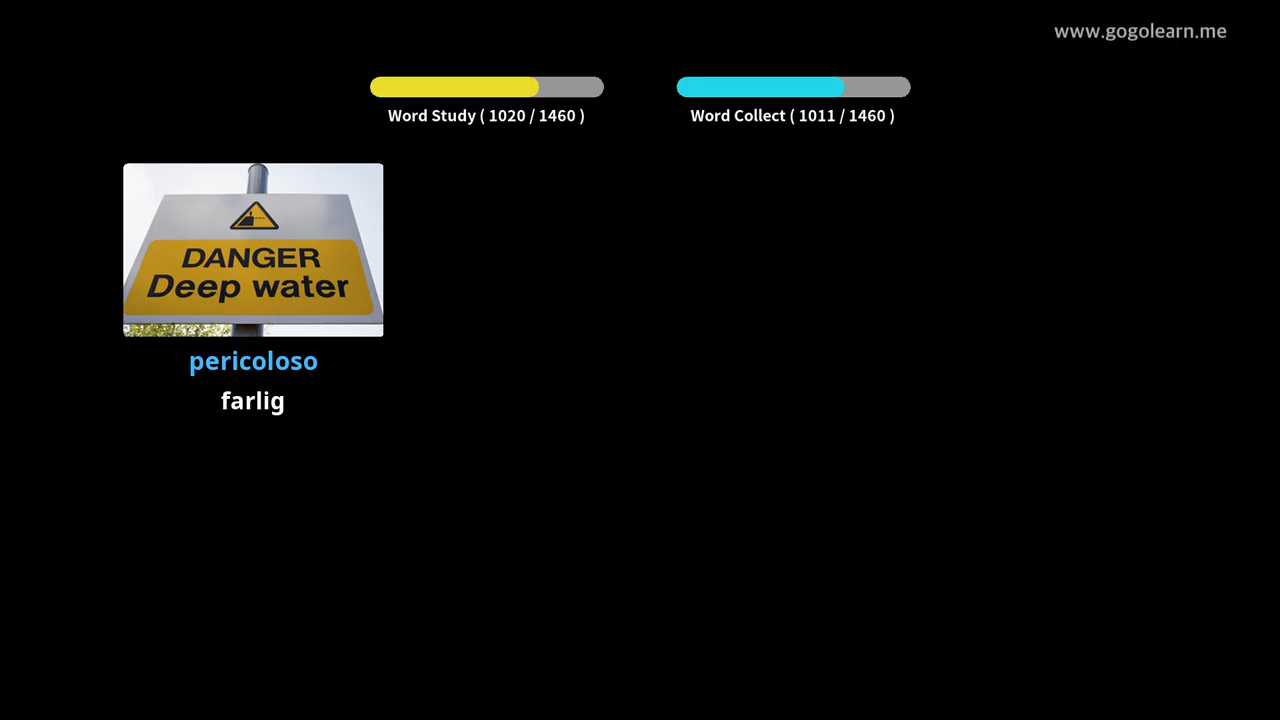 www.gogolearn.me
Word Study ( 1020 / 1460 )
Word Collect ( 1011 / 1460 )
DANGER
Deep water
pericoloso
farlig